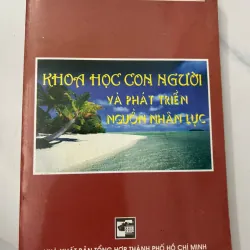 KHOA HỌC CON NGƯỜI
VÀ PHÁT TRIỂN
NGUỒN NHÂN LỰC
XUẤT BẢN TỔNG HỢP THÀNH PHỐ HỒ CHÍ MINH